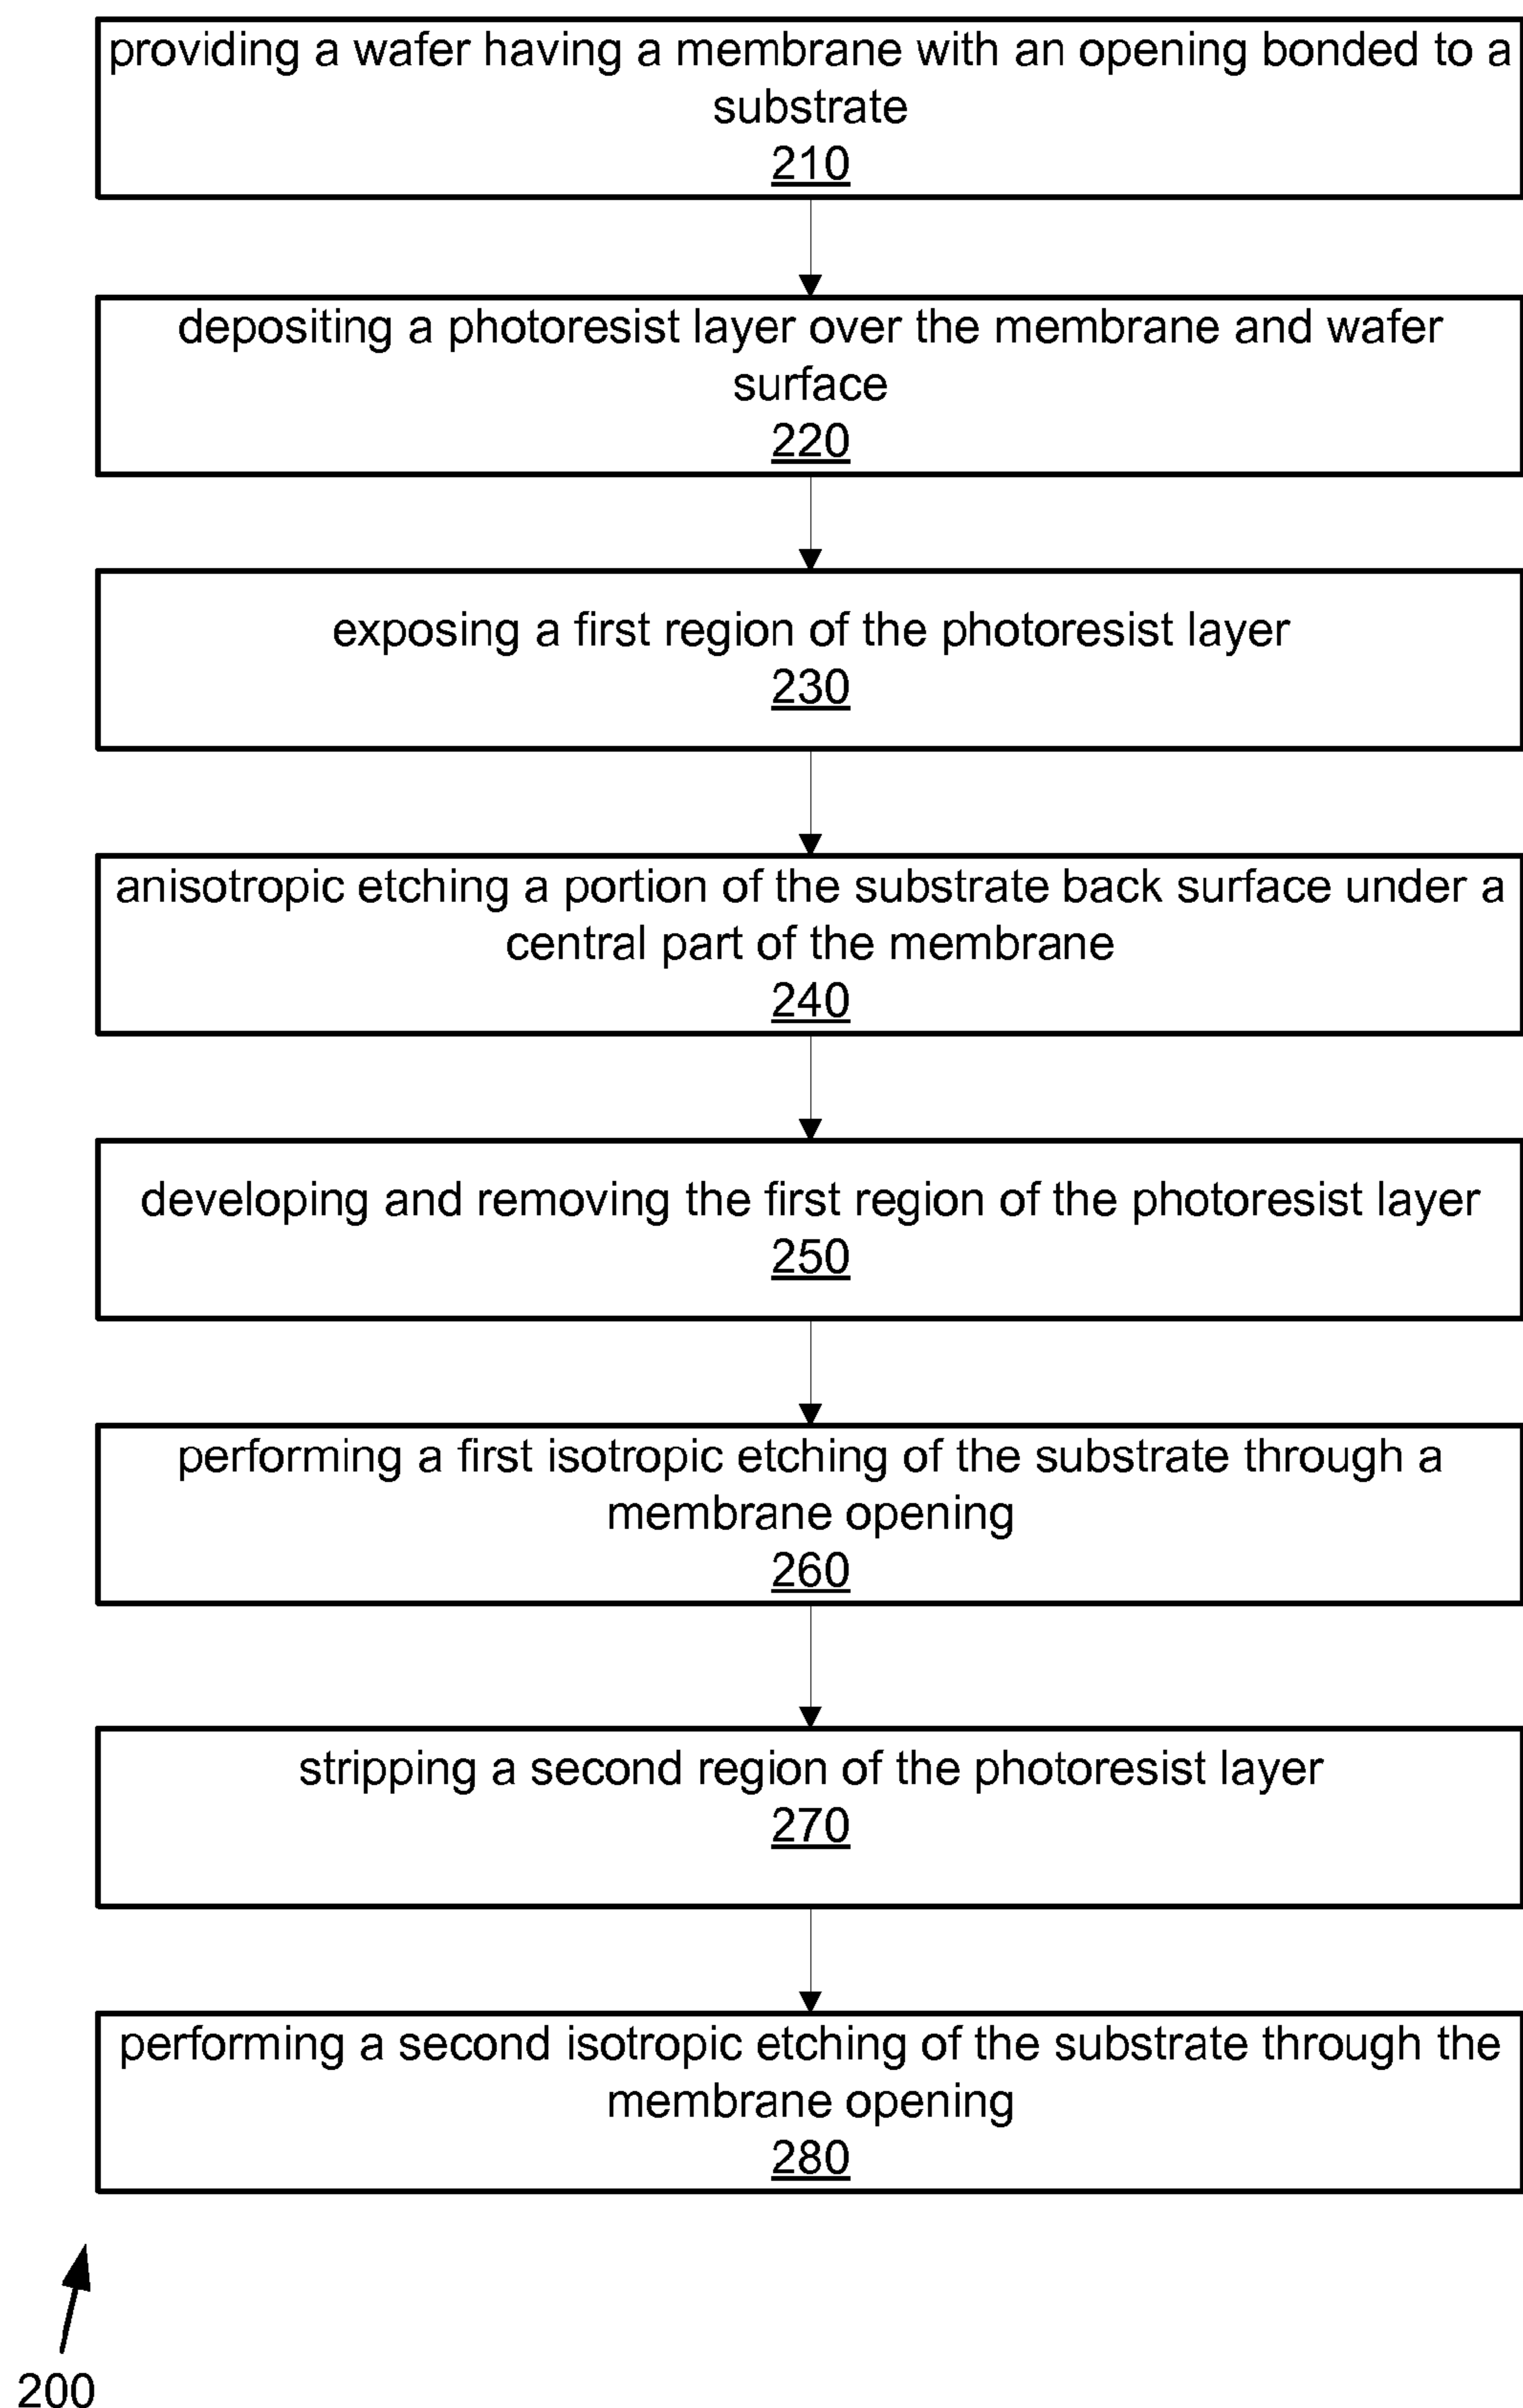 providing a wafer having a membrane with an opening bonded to a
substrate
210
depositing a photoresist layer over the membrane and wafer
surface
220
exposing a first region of the photoresist layer
230
anisotropic etching a portion of the substrate back surface under a
central part of the membrane
240
developing and removing the first region of the photoresist layer
250
performing a first isotropic etching of the substrate through a
membrane opening
260
stripping a second region of the photoresist layer
270
performing a second isotropic etching of the substrate through the
membrane opening
280
200